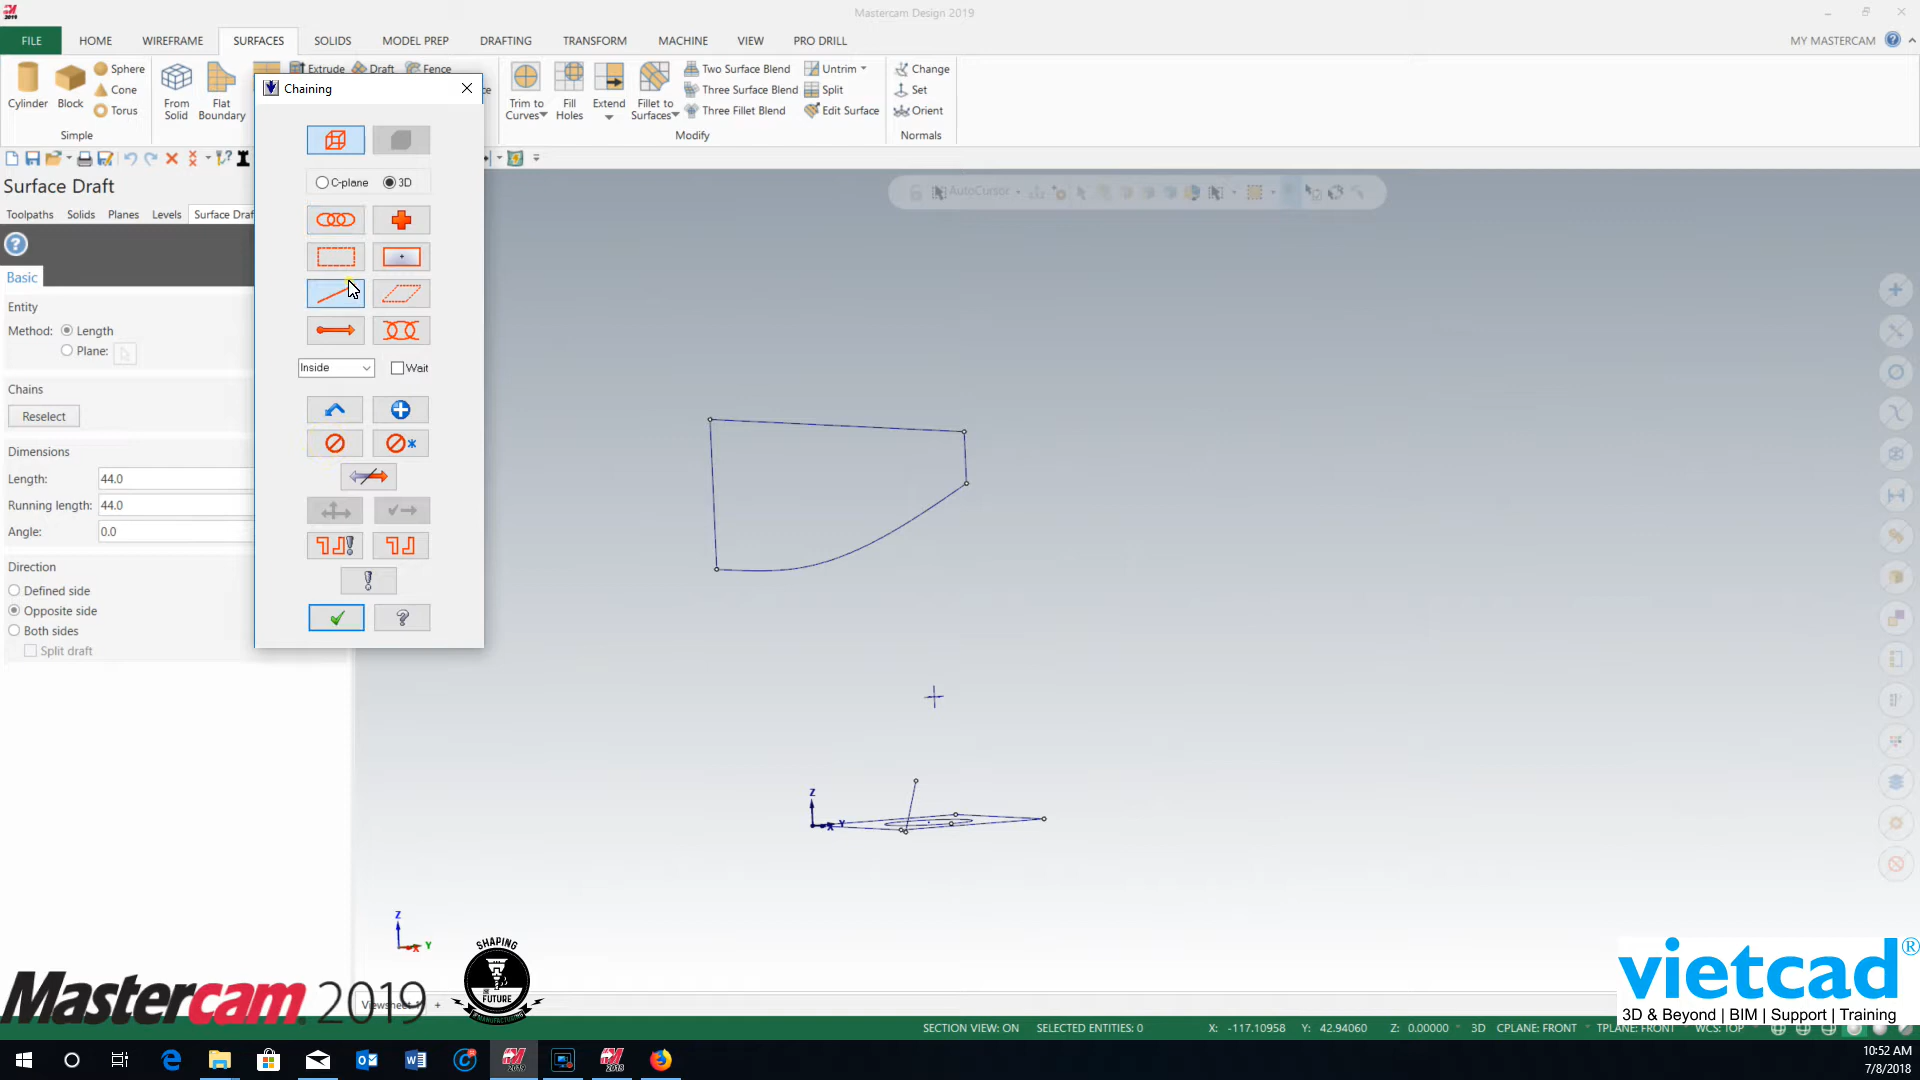 2019
Mastercam Design 2019
FILE HOME WIREFRAME SURFACES SOLIDS MODEL PREP DRAFTING TRANSFORM MACHINE VIEW PRO DRILL MY MASTERCAM
Cylinder Block Sphere Cone Torus
Simple
From Solid Flat Boundary Extrude Draft Fence
Trim to Curves Fill Holes Extend Fillet to Surfaces
Two Surface Blend Untrim
Three Surface Blend Split
Three Fillet Blend Edit Surface
Modify
Change
Set
Orient
Normals
Chaining
C-plane 3D
Inside Wait
AutoCursor
Surface Draft
Toolpaths Solids Planes Levels Surface Draf
Basic
Entity
Method: Length
Plane:
Chains
Reselect
Dimensions
Length: 44.0
Running length: 44.0
Angle: 0.0
Direction
Defined side
Opposite side
Both sides
Split draft
Z
X Y
Z
X Y
Mastercam 2019
SHAPING
FUTURE
vietcad®
3D & Beyond | BIM | Support | Training
SECTION VIEW: ON SELECTED ENTITIES: 0 X: -117.10958 Y: 42.94060 Z: 0.00000 3D CPLANE: FRONT TPLANE: FRONT WCS: TOP
10:52 AM
7/8/2018